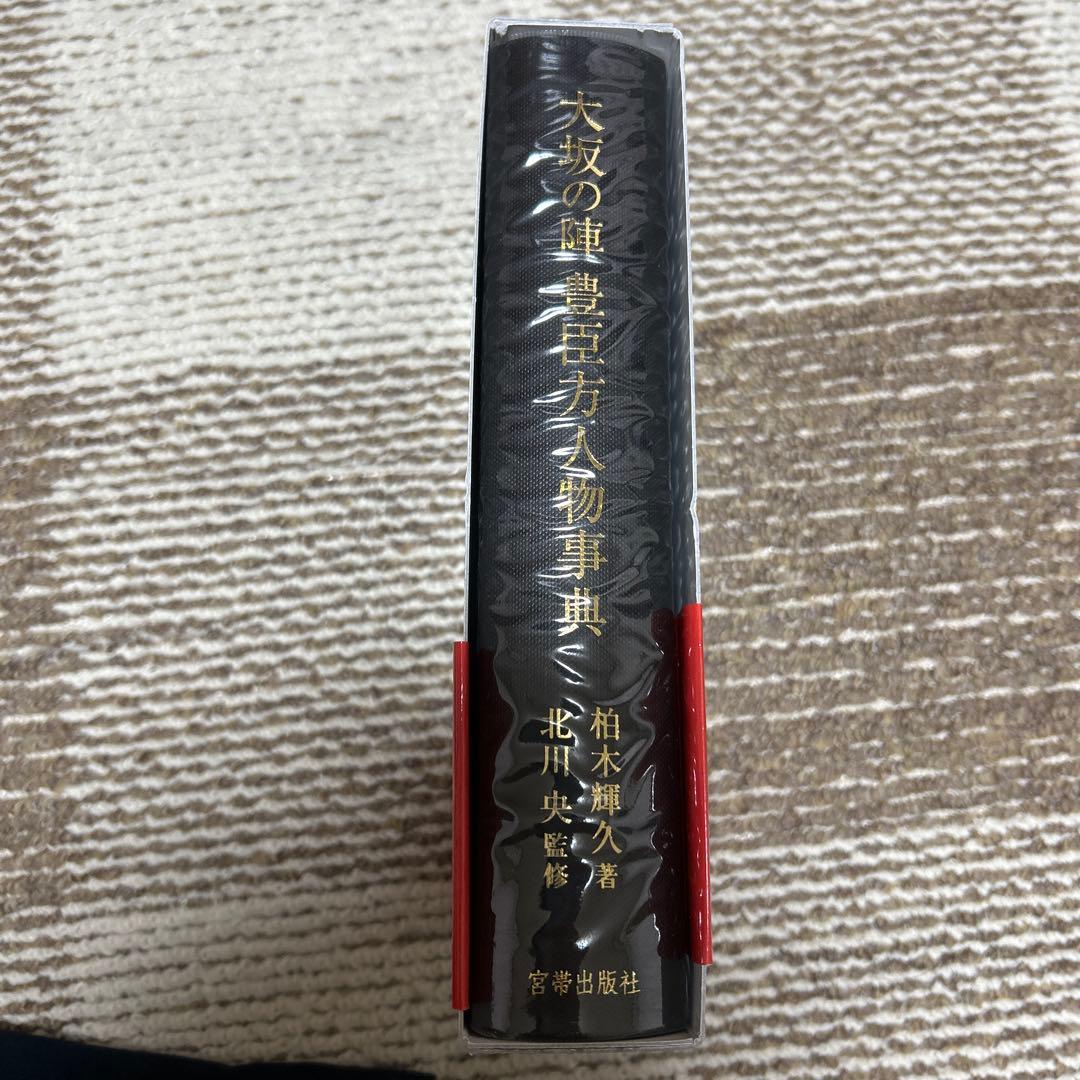 大坂の陣 豊臣方人物事典
柏木輝久 著
北川 央 監修
宮帯出版社